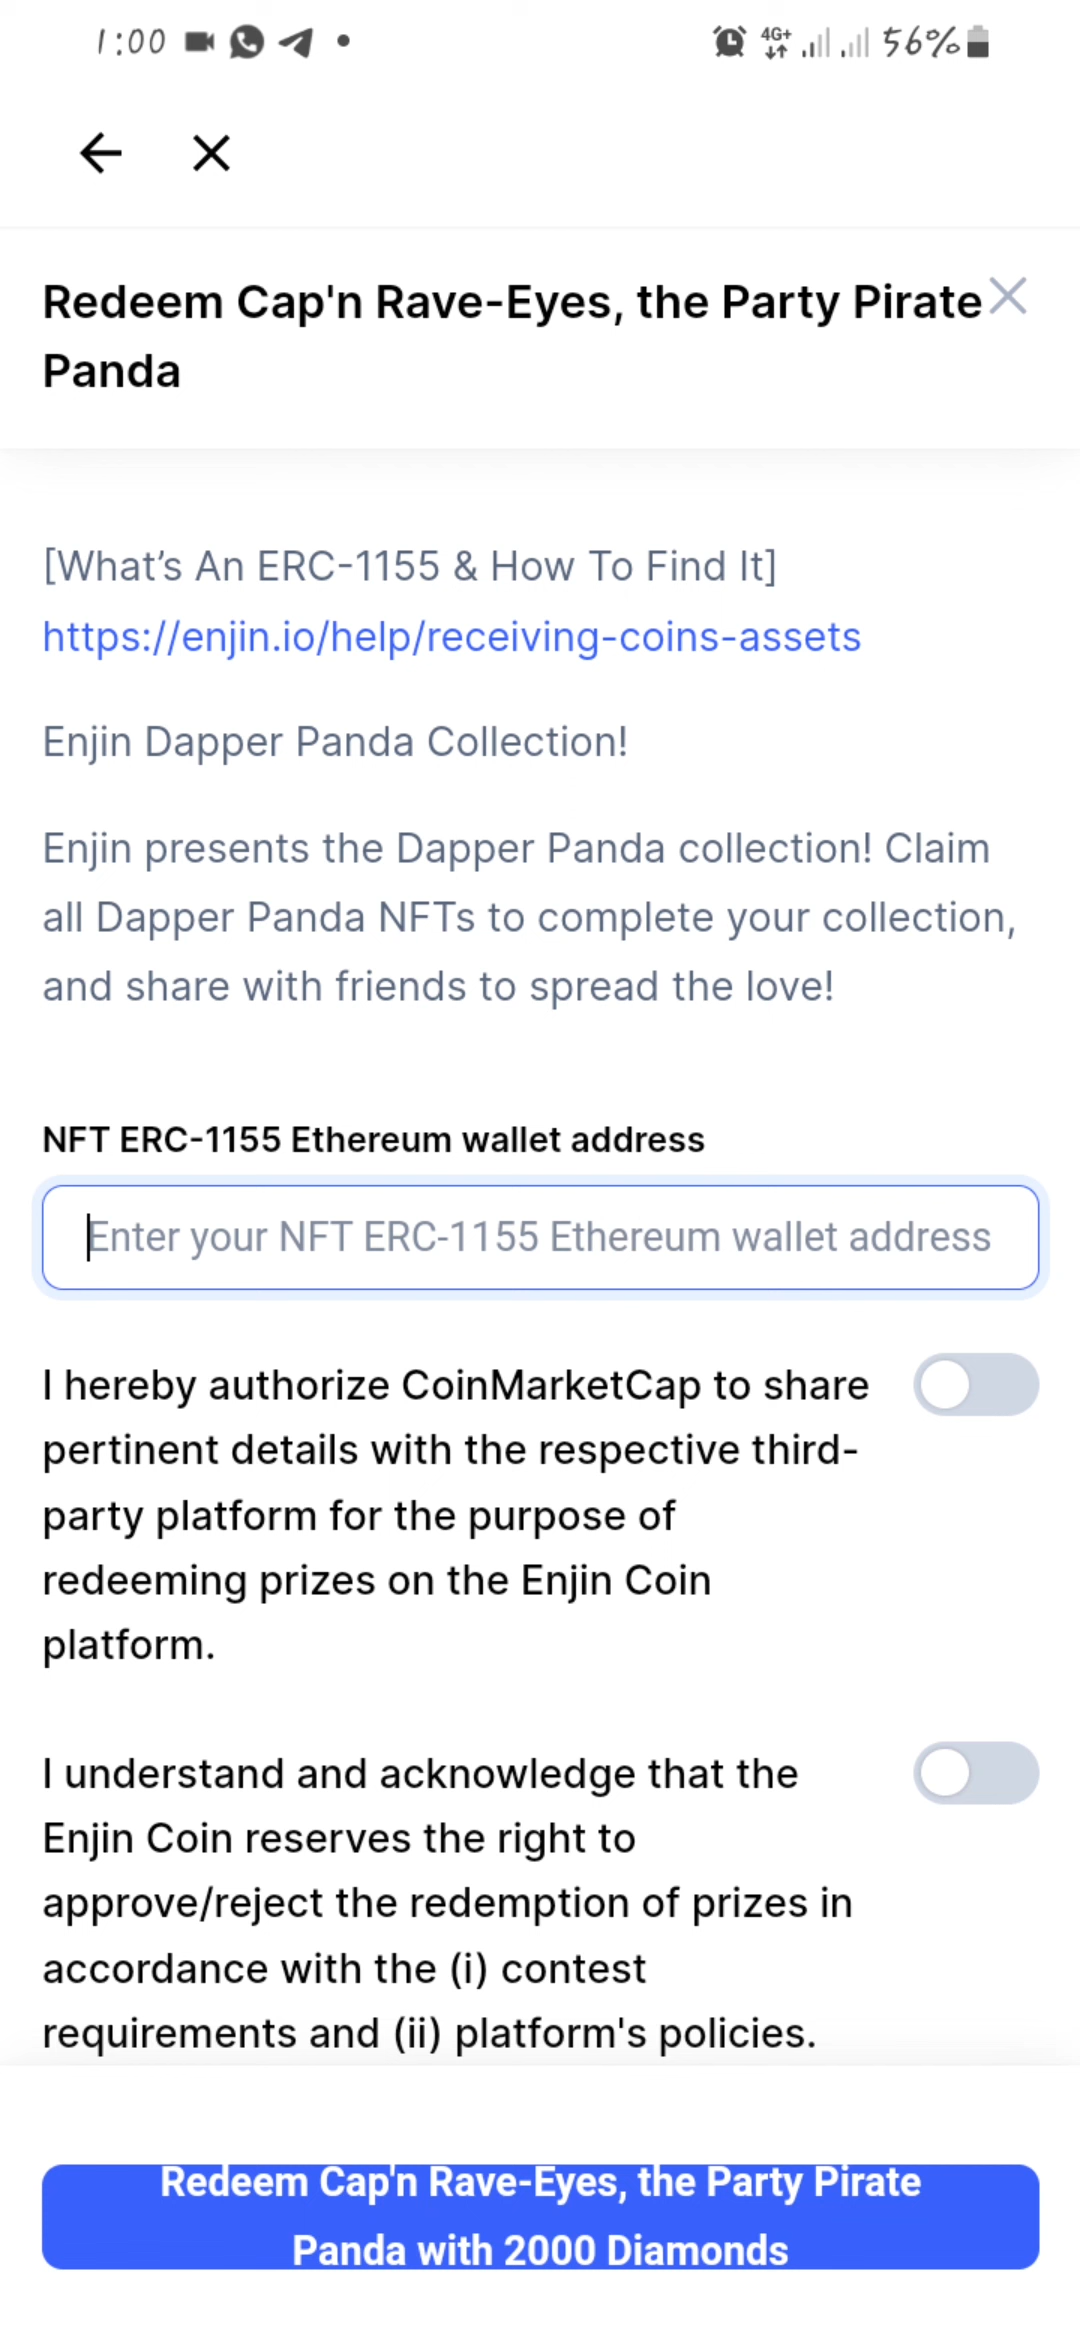 1:00
4G+
56%
Redeem Cap'n Rave-Eyes, the Party Pirate
Panda
[What’s An ERC-1155 & How To Find It]
https://enjin.io/help/receiving-coins-assets
Enjin Dapper Panda Collection!
Enjin presents the Dapper Panda collection! Claim
all Dapper Panda NFTs to complete your collection,
and share with friends to spread the love!
NFT ERC-1155 Ethereum wallet address
Enter your NFT ERC-1155 Ethereum wallet address
I hereby authorize CoinMarketCap to share
pertinent details with the respective third-
party platform for the purpose of
redeeming prizes on the Enjin Coin
platform.
I understand and acknowledge that the
Enjin Coin reserves the right to
approve/reject the redemption of prizes in
accordance with the (i) contest
requirements and (ii) platform's policies.
Redeem Cap'n Rave-Eyes, the Party Pirate
Panda with 2000 Diamonds